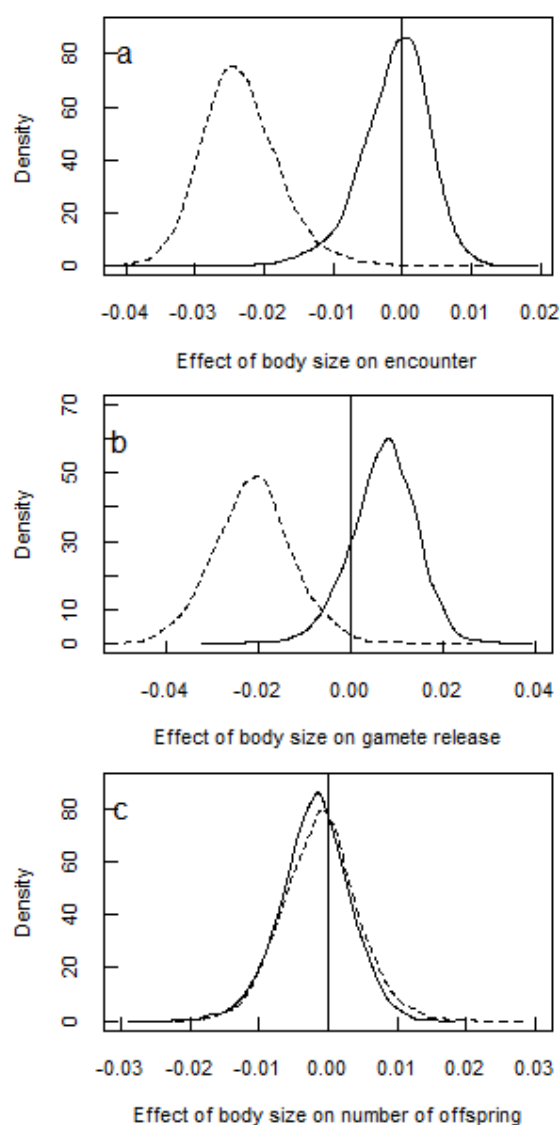 a
Density
80
60
40
20
0
-0.04 -0.03 -0.02 -0.01 0.00 0.01 0.02
Effect of body size on encounter
b
Density
70
50
30
10
0
-0.04 -0.02 0.00 0.02 0.04
Effect of body size on gamete release
c
Density
80
60
40
20
0
-0.03 -0.02 -0.01 0.00 0.01 0.02 0.03
Effect of body size on number of offspring